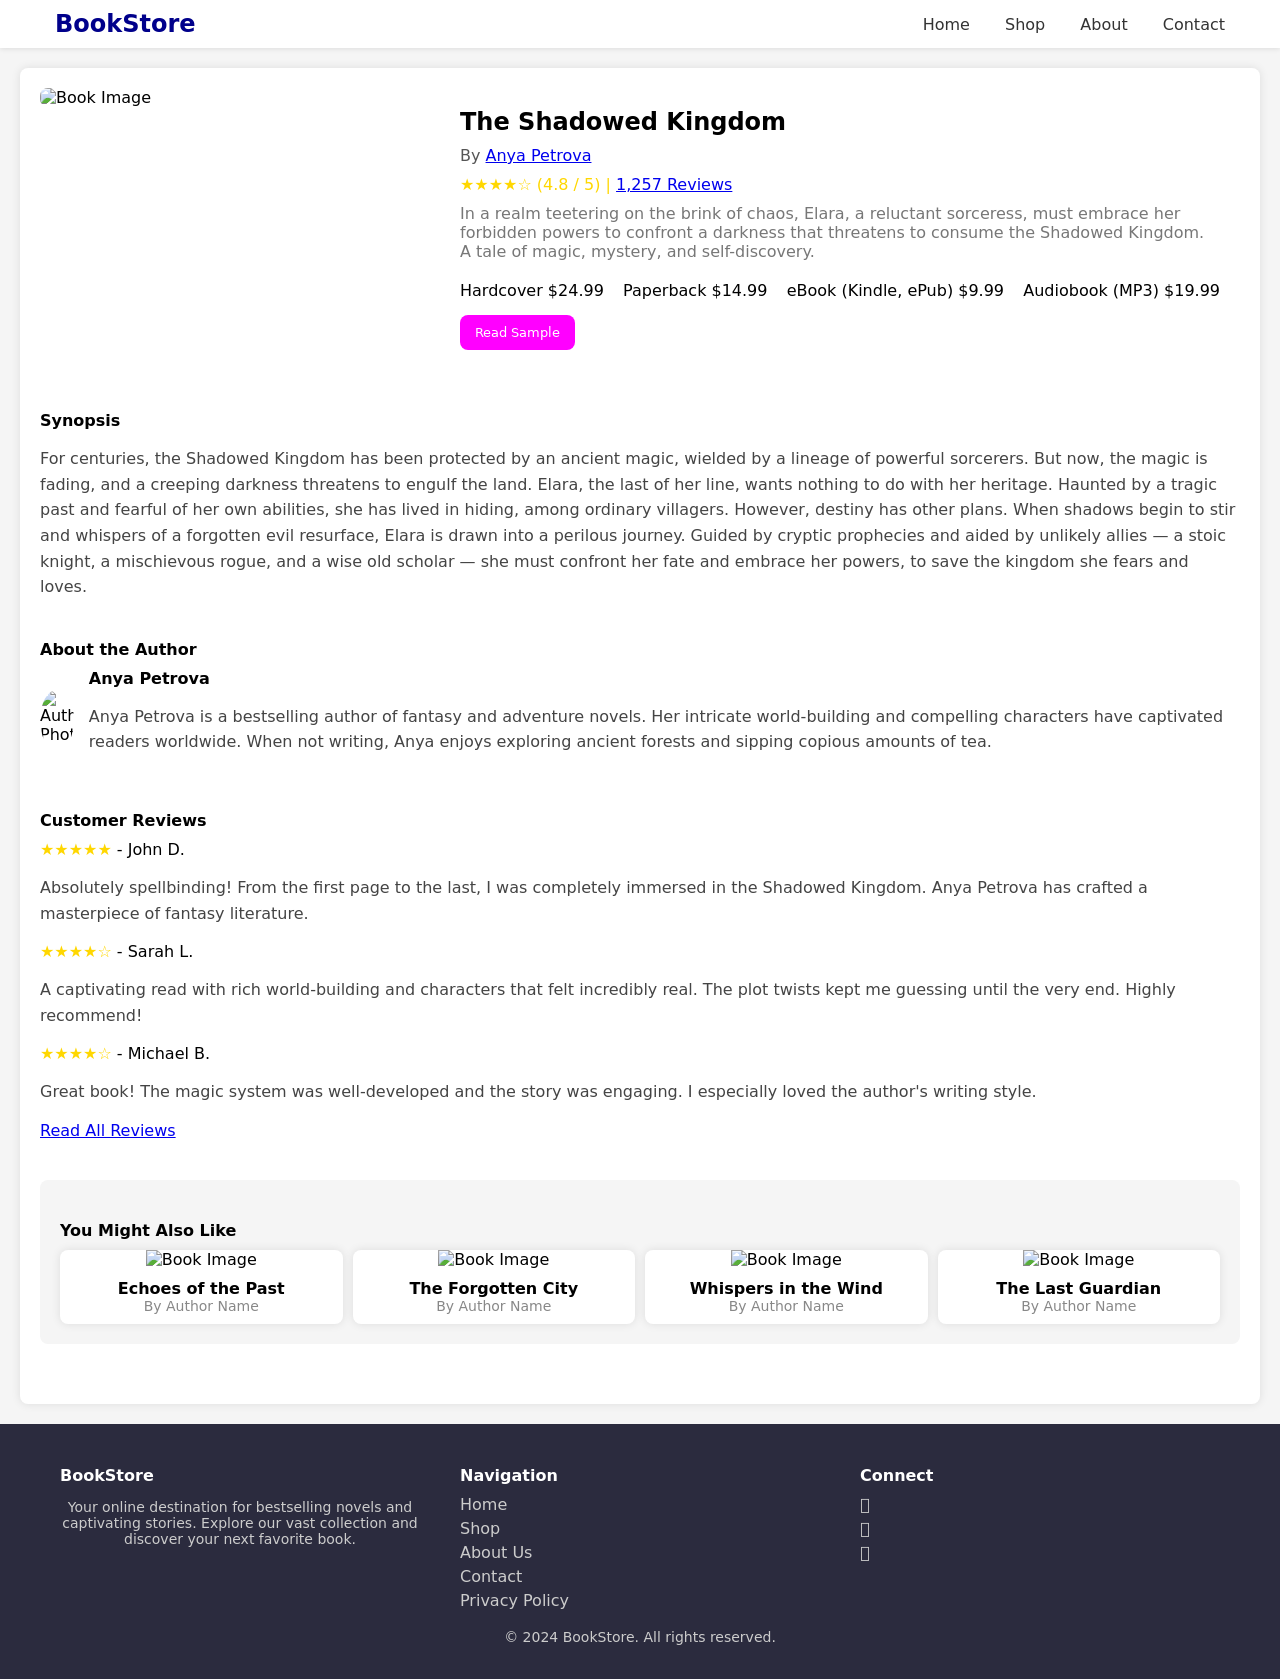 BookStore
Home Shop About Contact
Book Image
The Shadowed Kingdom
By Anya Petrova
★★★★☆ (4.8 / 5) | 1,257 Reviews
In a realm teetering on the brink of chaos, Elara, a reluctant sorceress, must embrace her
forbidden powers to confront a darkness that threatens to consume the Shadowed Kingdom.
A tale of magic, mystery, and self-discovery.
Hardcover $24.99 Paperback $14.99 eBook (Kindle, ePub) $9.99 Audiobook (MP3) $19.99
Read Sample
Synopsis
For centuries, the Shadowed Kingdom has been protected by an ancient magic, wielded by a lineage of powerful sorcerers. But now, the magic is
fading, and a creeping darkness threatens to engulf the land. Elara, the last of her line, wants nothing to do with her heritage. Haunted by a tragic
past and fearful of her own abilities, she has lived in hiding, among ordinary villagers. However, destiny has other plans. When shadows begin to stir
and whispers of a forgotten evil resurface, Elara is drawn into a perilous journey. Guided by cryptic prophecies and aided by unlikely allies — a stoic
knight, a mischievous rogue, and a wise old scholar — she must confront her fate and embrace her powers, to save the kingdom she fears and
loves.
About the Author
Anya Petrova
Auth
Phot
Anya Petrova is a bestselling author of fantasy and adventure novels. Her intricate world-building and compelling characters have captivated
readers worldwide. When not writing, Anya enjoys exploring ancient forests and sipping copious amounts of tea.
Customer Reviews
★★★★★ - John D.
Absolutely spellbinding! From the first page to the last, I was completely immersed in the Shadowed Kingdom. Anya Petrova has crafted a
masterpiece of fantasy literature.
★★★★☆ - Sarah L.
A captivating read with rich world-building and characters that felt incredibly real. The plot twists kept me guessing until the very end. Highly
recommend!
★★★★☆ - Michael B.
Great book! The magic system was well-developed and the story was engaging. I especially loved the author's writing style.
Read All Reviews
You Might Also Like
Book Image
Echoes of the Past
By Author Name
Book Image
The Forgotten City
By Author Name
Book Image
Whispers in the Wind
By Author Name
Book Image
The Last Guardian
By Author Name
BookStore
Your online destination for bestselling novels and
captivating stories. Explore our vast collection and
discover your next favorite book.
Navigation
Home
Shop
About Us
Contact
Privacy Policy
Connect
© 2024 BookStore. All rights reserved.